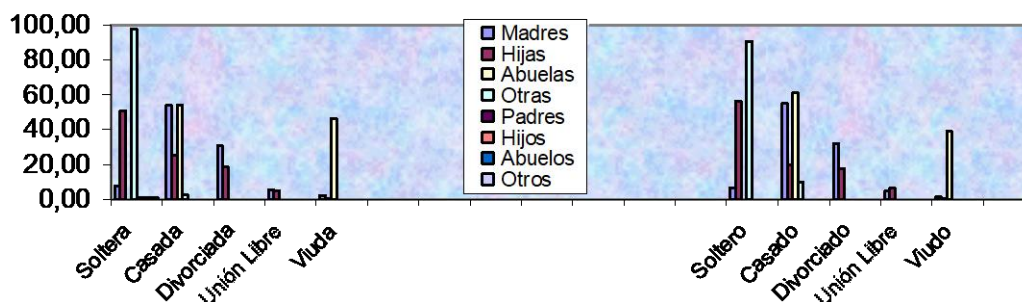 100,00
80,00
60,00
40,00
20,00
0,00
Madres
Hijas
Abuelas
Otras
Padres
Hijos
Abuelos
Otros
Soltera
Casada
Divorciada
Unión Libre
Viuda
Soltero
Casado
Divorciado
Unión Libre
Viudo